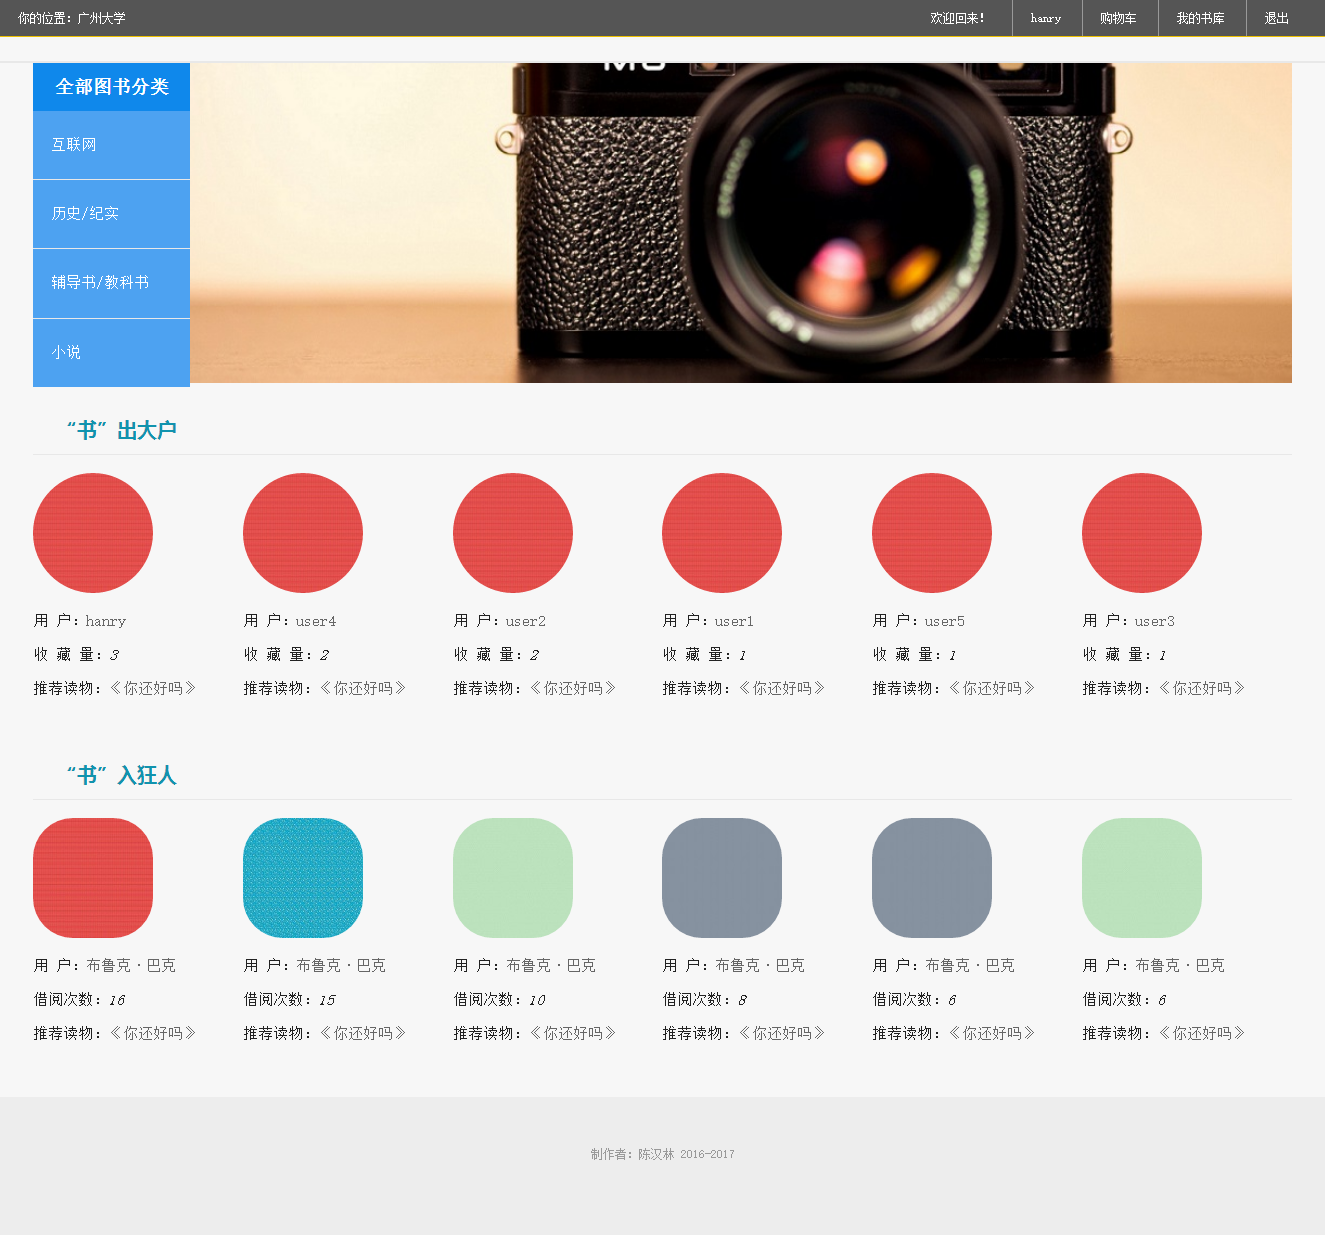 你的位置：广州大学 欢迎回来！ hanry 购物车 我的书库 退出
全部图书分类
互联网
历史/纪实
辅导书/教科书
小说
“书”出大户
用 户：hanry 用 户：user4 用 户：user2 用 户：user1 用 户：user5 用 户：user3
收 藏 量：3 收 藏 量：2 收 藏 量：2 收 藏 量：1 收 藏 量：1 收 藏 量：1
推荐读物：《你还好吗》 推荐读物：《你还好吗》 推荐读物：《你还好吗》 推荐读物：《你还好吗》 推荐读物：《你还好吗》 推荐读物：《你还好吗》
“书”入狂人
用 户：布鲁克·巴克 用 户：布鲁克·巴克 用 户：布鲁克·巴克 用 户：布鲁克·巴克 用 户：布鲁克·巴克 用 户：布鲁克·巴克
借阅次数：16 借阅次数：15 借阅次数：10 借阅次数：8 借阅次数：6 借阅次数：6
推荐读物：《你还好吗》 推荐读物：《你还好吗》 推荐读物：《你还好吗》 推荐读物：《你还好吗》 推荐读物：《你还好吗》 推荐读物：《你还好吗》
制作者：陈汉林 2016-2017